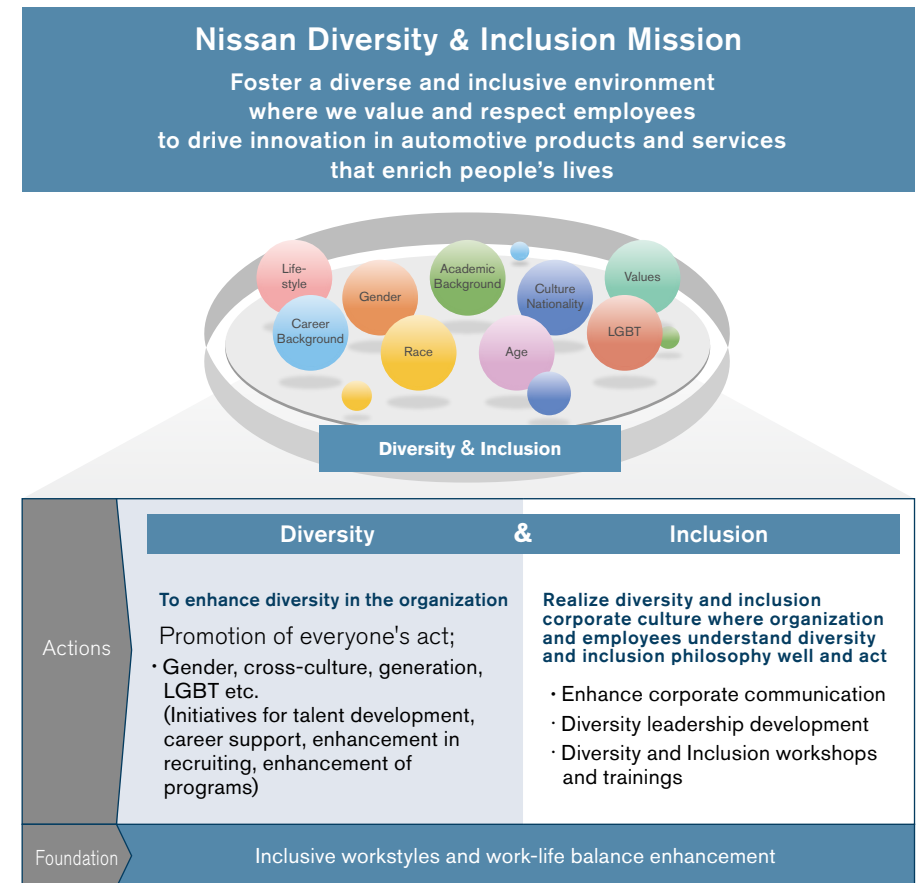 Nissan Diversity & Inclusion Mission
Foster a diverse and inclusive environment
where we value and respect employees
to drive innovation in automotive products and services
that enrich people's lives
Life-
style
Gender
Academic
Background
Culture
Nationality
Values
Career
Background
Race
Age
LGBT
Diversity & Inclusion
Actions
Diversity & Inclusion
To enhance diversity in the organization
Promotion of everyone's act;
・Gender, cross-culture, generation,
LGBT etc.
(Initiatives for talent development,
career support, enhancement in
recruiting, enhancement of
programs)
Realize diversity and inclusion
corporate culture where organization
and employees understand diversity
and inclusion philosophy well and act
・Enhance corporate communication
・Diversity leadership development
・Diversity and Inclusion workshops
and trainings
Foundation
Inclusive workstyles and work-life balance enhancement